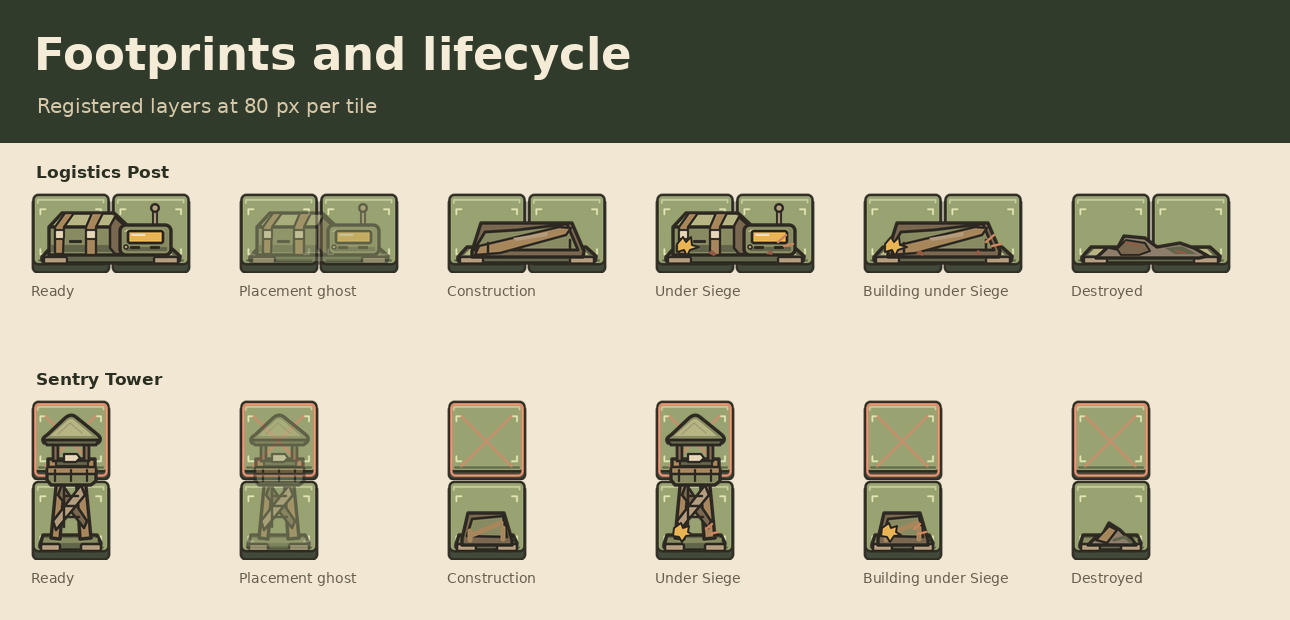 Footprints and lifecycle
Registered layers at 80 px per tile
Logistics Post
Ready
Placement ghost
Construction
Under Siege
Building under Siege
Destroyed
Sentry Tower
Ready
Placement ghost
Construction
Under Siege
Building under Siege
Destroyed